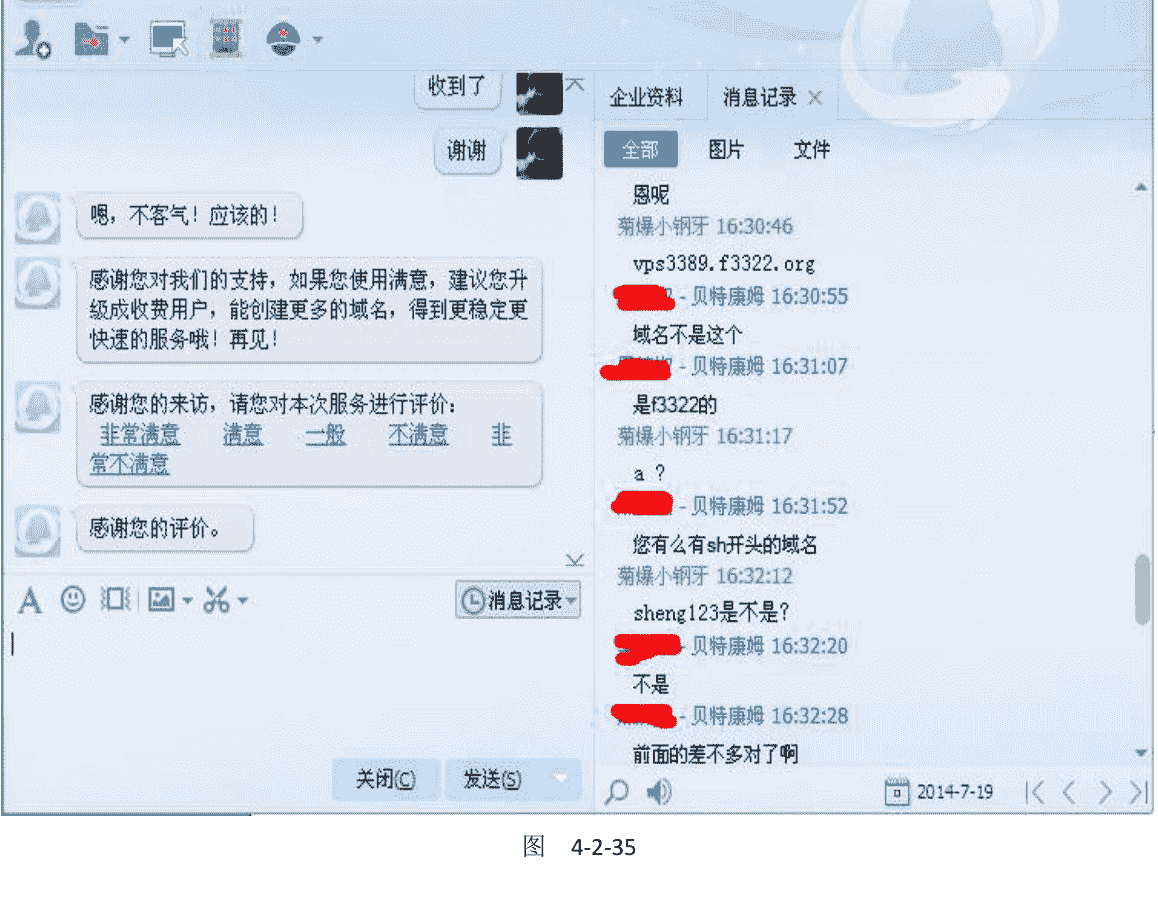 收到了
谢谢
嗯，不客气！应该的！
感谢您对我们的支持，如果您使用满意，建议您升
级成收费用户，能创建更多的域名，得到更稳定更
快速的服务哦！再见！
感谢您的来访，请您对本次服务进行评价：
非常满意 满意 一般 不满意 非
常不满意
感谢您的评价。
消息记录
关闭(C) 发送(S)
企业资料 消息记录
全部 图片 文件
恩呢
菊爆小钢牙 16:30:46
vps3389.f3322.org
- 贝特康姆 16:30:55
域名不是这个
- 贝特康姆 16:31:07
是f3322的
菊爆小钢牙 16:31:17
a ?
- 贝特康姆 16:31:52
您有么有sh开头的域名
菊爆小钢牙 16:32:12
sheng123是不是?
- 贝特康姆 16:32:20
不是
- 贝特康姆 16:32:28
前面的差不多对了啊
2014-7-19
图 4-2-35